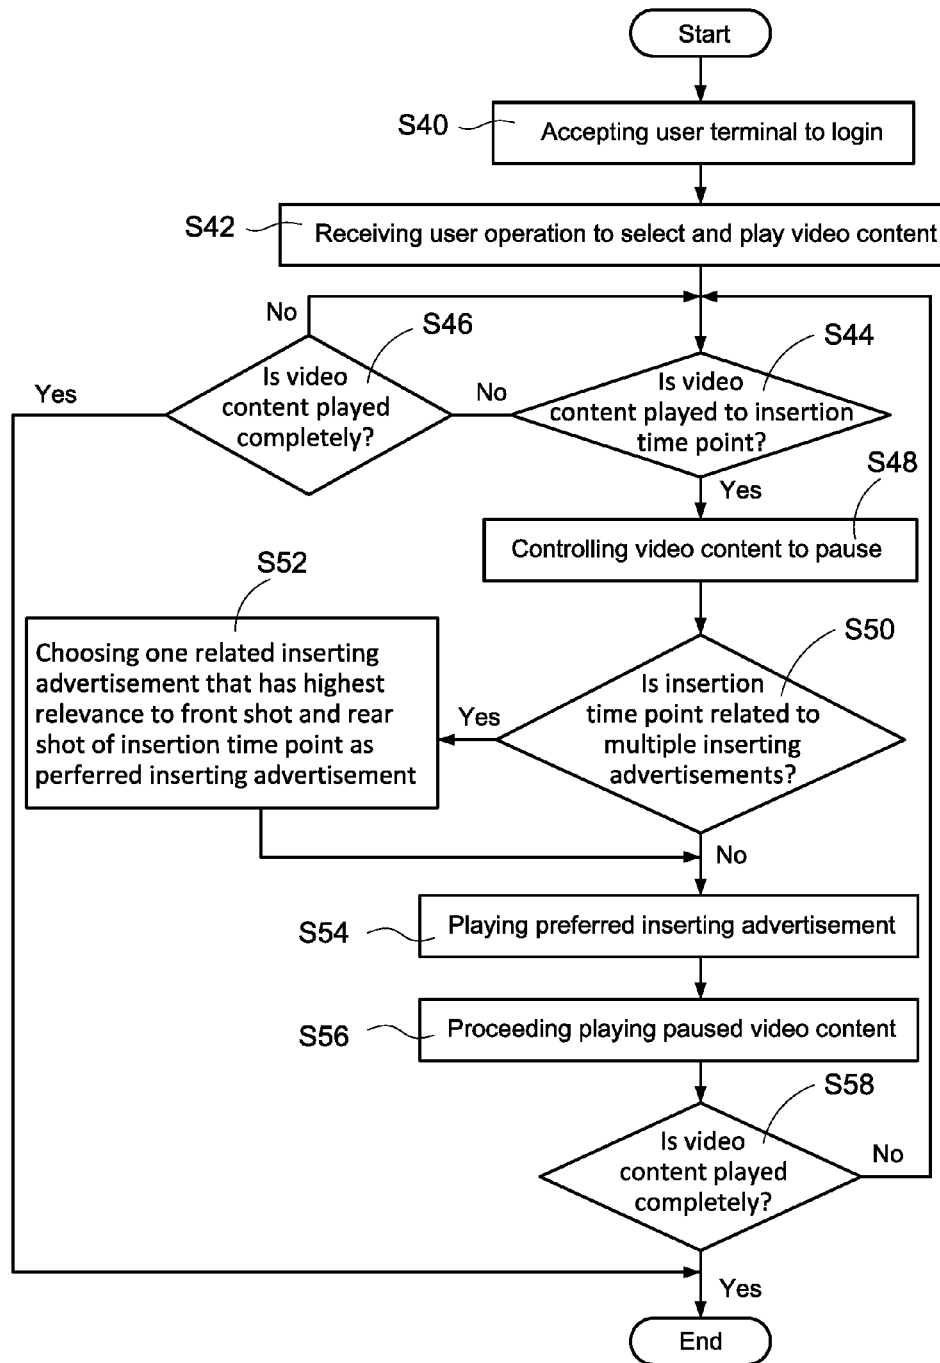 Start
S40
Accepting user terminal to login
S42
Receiving user operation to select and play video content
No
S46
S44
Yes
Is video
content played
completely?
No
Is video
content played to insertion
time point?
S48
Yes
Controlling video content to pause
S52
S50
Choosing one related inserting
advertisement that has highest
relevance to front shot and rear
shot of insertion time point as
perferred inserting advertisement
Yes
Is insertion
time point related to
multiple inserting
advertisements?
No
S54
Playing preferred inserting advertisement
S56
Proceeding playing paused video content
S58
Is video
content played
completely?
No
Yes
End